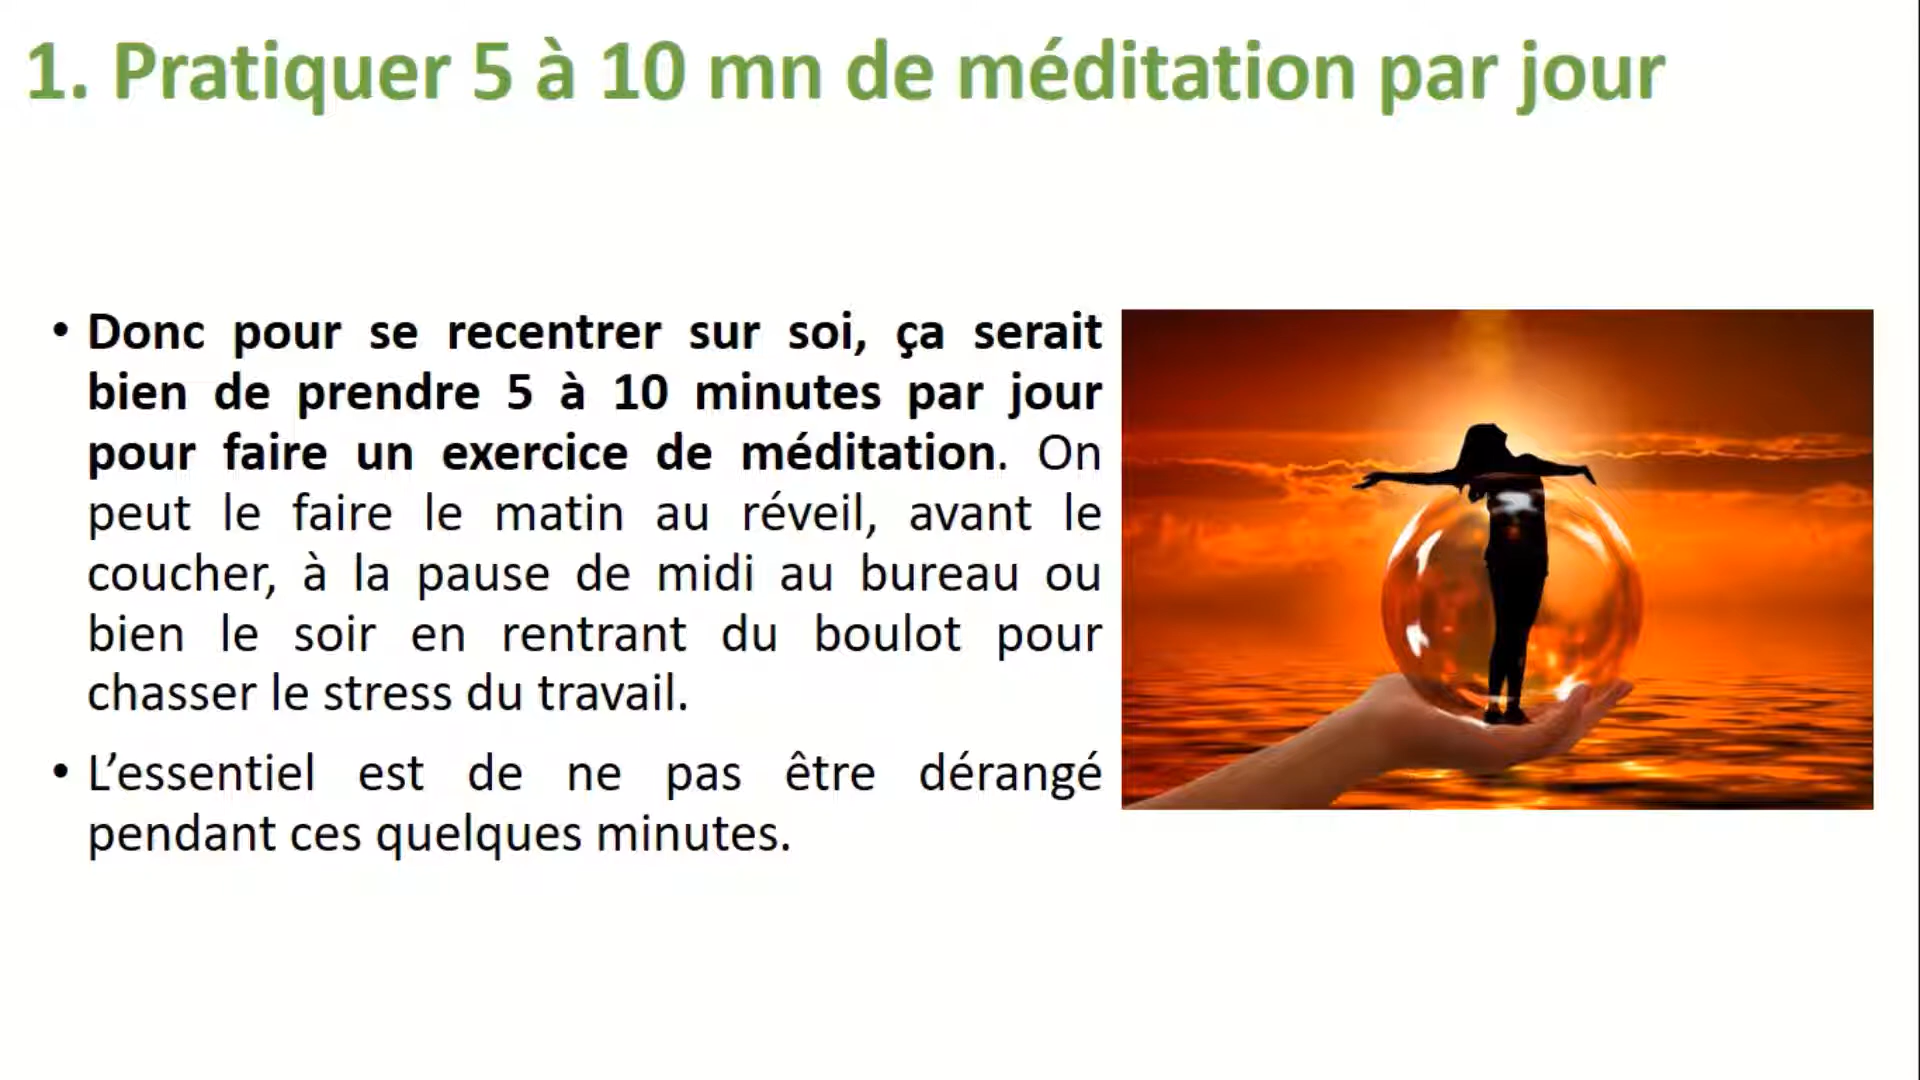 1. Pratiquer 5 à 10 mn de méditation par jour
• Donc pour se recentrer sur soi, ça serait
bien de prendre 5 à 10 minutes par jour
pour faire un exercice de méditation. On
peut le faire le matin au réveil, avant le
coucher, à la pause de midi au bureau ou
bien le soir en rentrant du boulot pour
chasser le stress du travail.
• L’essentiel est de ne pas être dérangé
pendant ces quelques minutes.